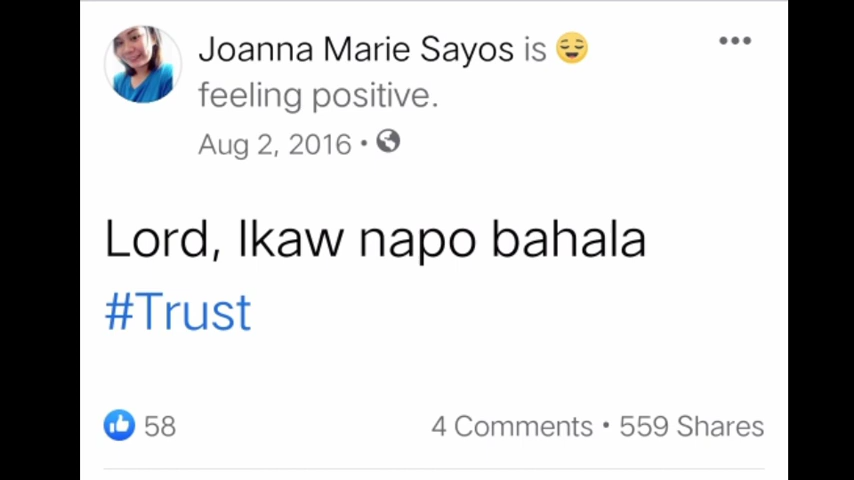 Joanna Marie Sayos is 😌
feeling positive.
Aug 2, 2016 •
Lord, Ikaw napo bahala
#Trust
58
4 Comments • 559 Shares